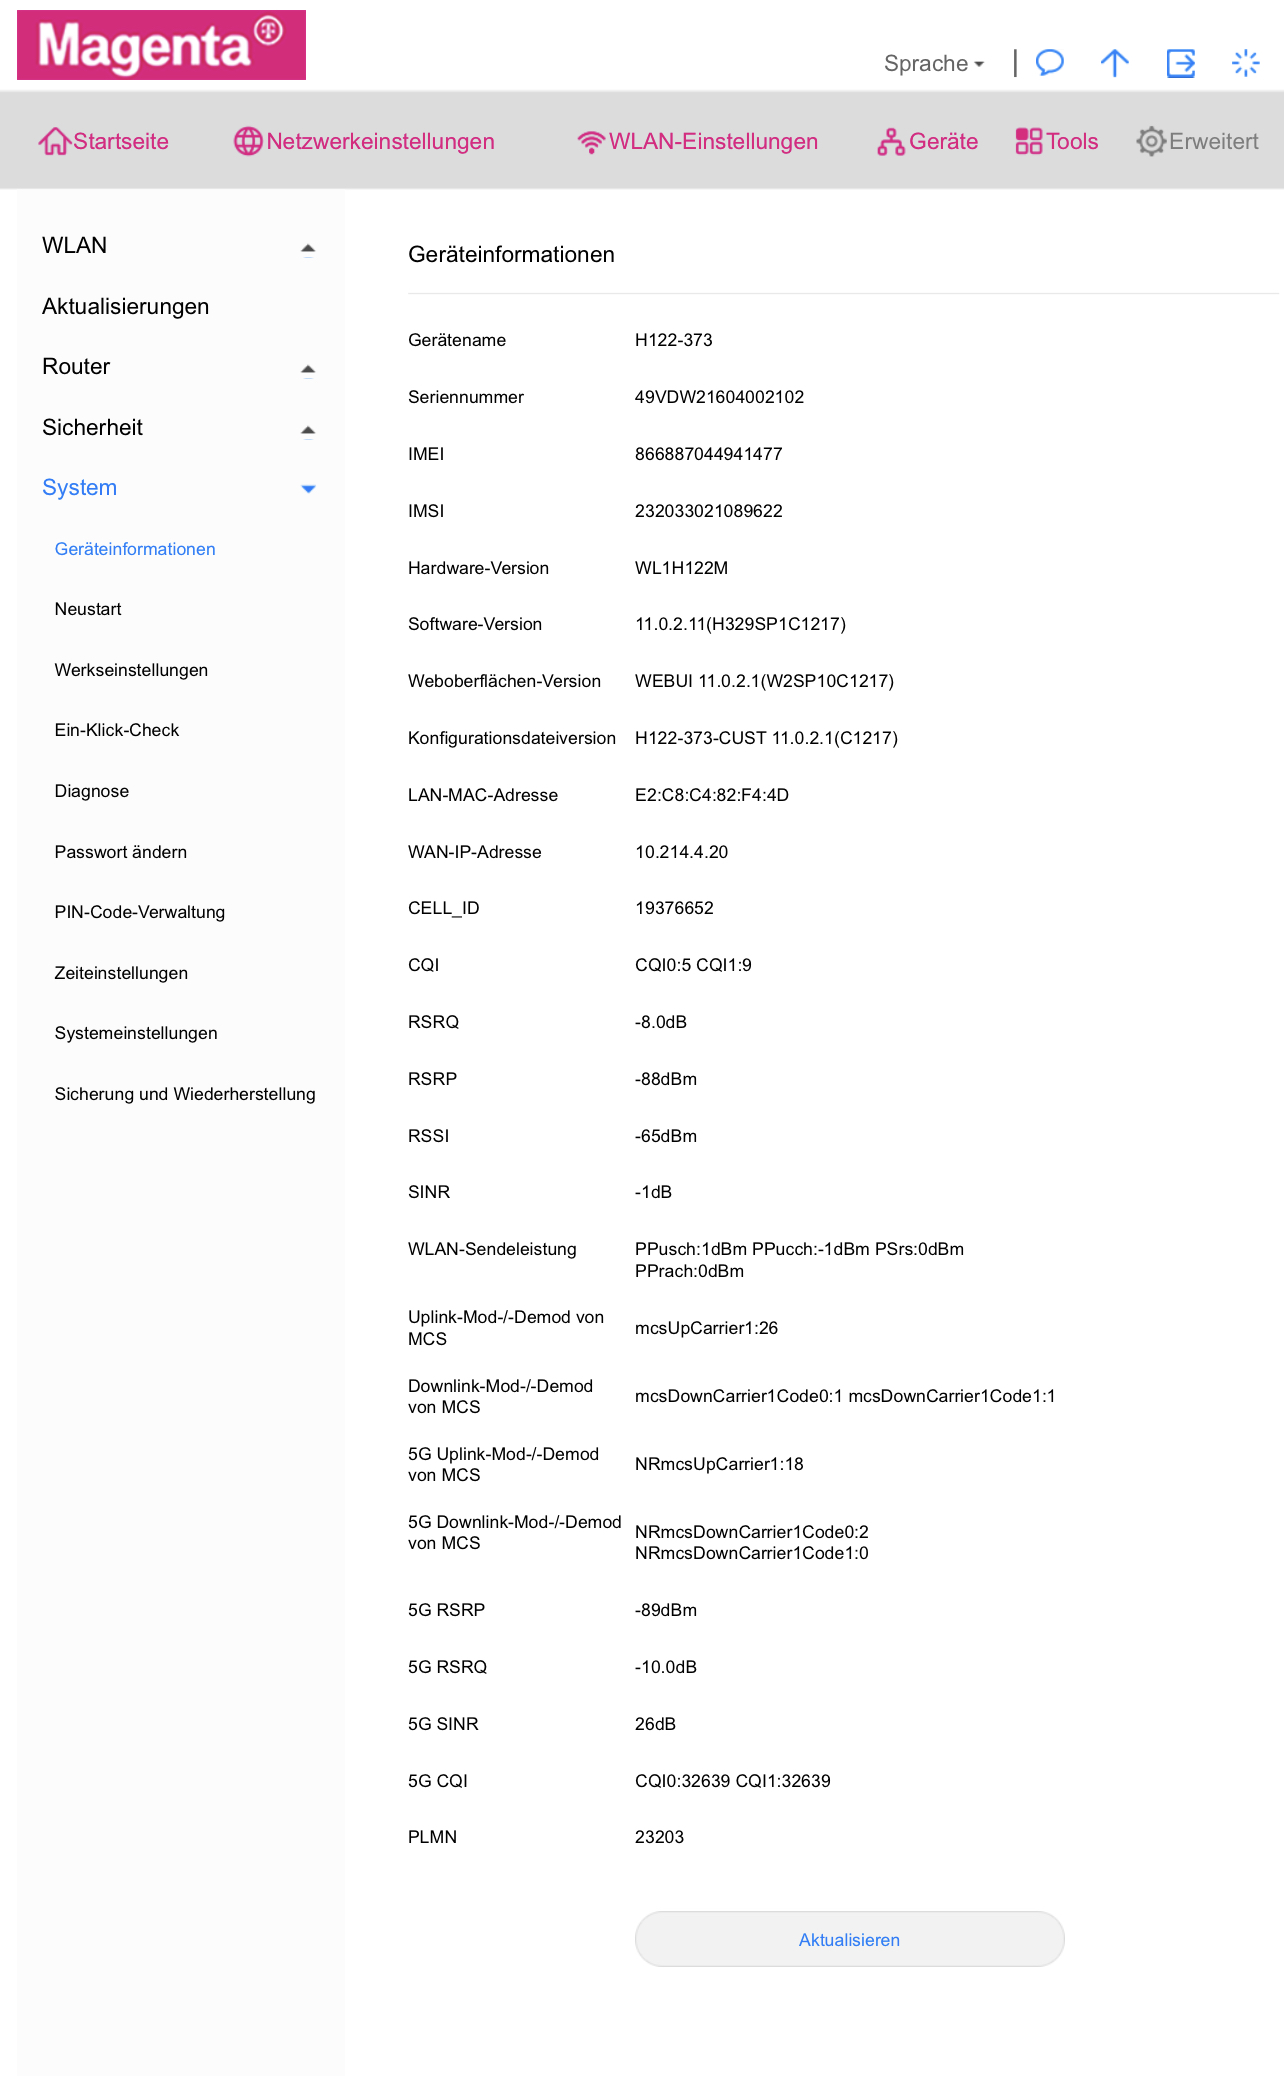 Magenta®
Sprache
Startseite Netzwerkeinstellungen WLAN-Einstellungen Geräte Tools Erweitert
WLAN
Aktualisierungen
Router
Sicherheit
System
Geräteinformationen
Neustart
Werkseinstellungen
Ein-Klick-Check
Diagnose
Passwort ändern
PIN-Code-Verwaltung
Zeiteinstellungen
Systemeinstellungen
Sicherung und Wiederherstellung
Geräteinformationen
Gerätename H122-373
Seriennummer 49VDW21604002102
IMEI 866887044941477
IMSI 232033021089622
Hardware-Version WL1H122M
Software-Version 11.0.2.11(H329SP1C1217)
Weboberflächen-Version WEBUI 11.0.2.1(W2SP10C1217)
Konfigurationsdateiversion H122-373-CUST 11.0.2.1(C1217)
LAN-MAC-Adresse E2:C8:C4:82:F4:4D
WAN-IP-Adresse 10.214.4.20
CELL_ID 19376652
CQI CQI0:5 CQI1:9
RSRQ -8.0dB
RSRP -88dBm
RSSI -65dBm
SINR -1dB
WLAN-Sendeleistung PPusch:1dBm PPucch:-1dBm PSrs:0dBm
PPrach:0dBm
Uplink-Mod-/-Demod von
MCS
mcsUpCarrier1:26
Downlink-Mod-/-Demod
von MCS
mcsDownCarrier1Code0:1 mcsDownCarrier1Code1:1
5G Uplink-Mod-/-Demod
von MCS
NRmcsUpCarrier1:18
5G Downlink-Mod-/-Demod
von MCS
NRmcsDownCarrier1Code0:2
NRmcsDownCarrier1Code1:0
5G RSRP -89dBm
5G RSRQ -10.0dB
5G SINR 26dB
5G CQI CQI0:32639 CQI1:32639
PLMN 23203
Aktualisieren